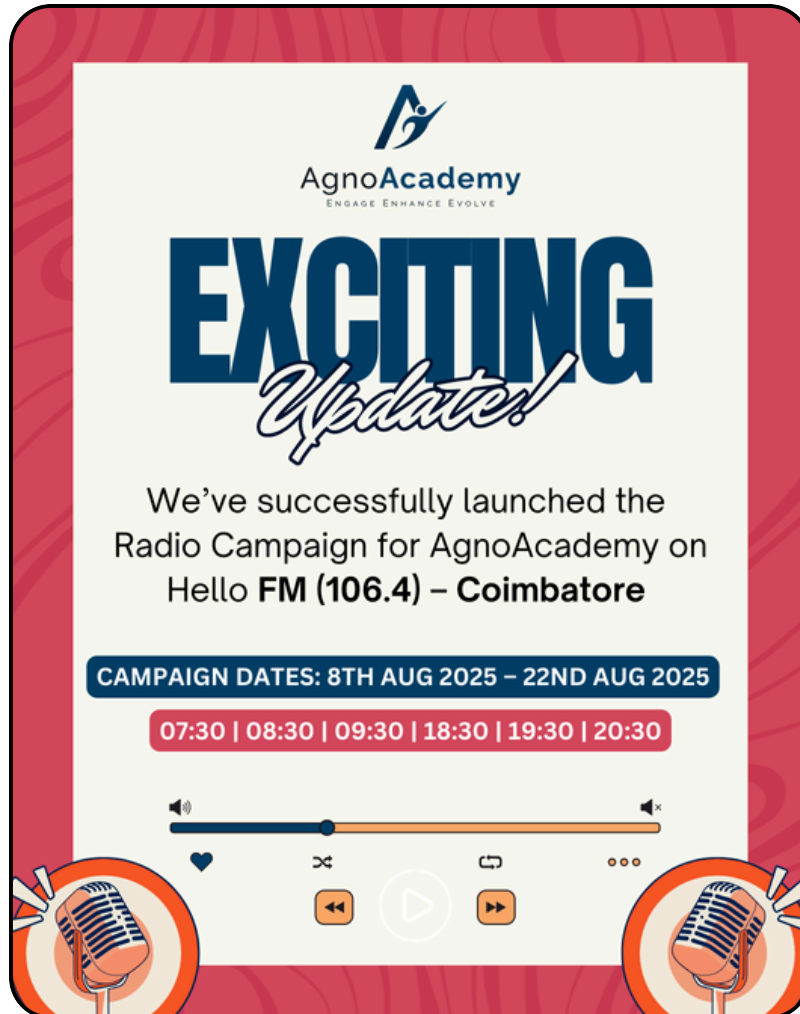 AgnoAcademy
ENGAGE ENHANCE EVOLVE
EXCITING
Update!
We’ve successfully launched the
Radio Campaign for AgnoAcademy on
Hello FM (106.4) – Coimbatore
CAMPAIGN DATES: 8TH AUG 2025 – 22ND AUG 2025
07:30 | 08:30 | 09:30 | 18:30 | 19:30 | 20:30